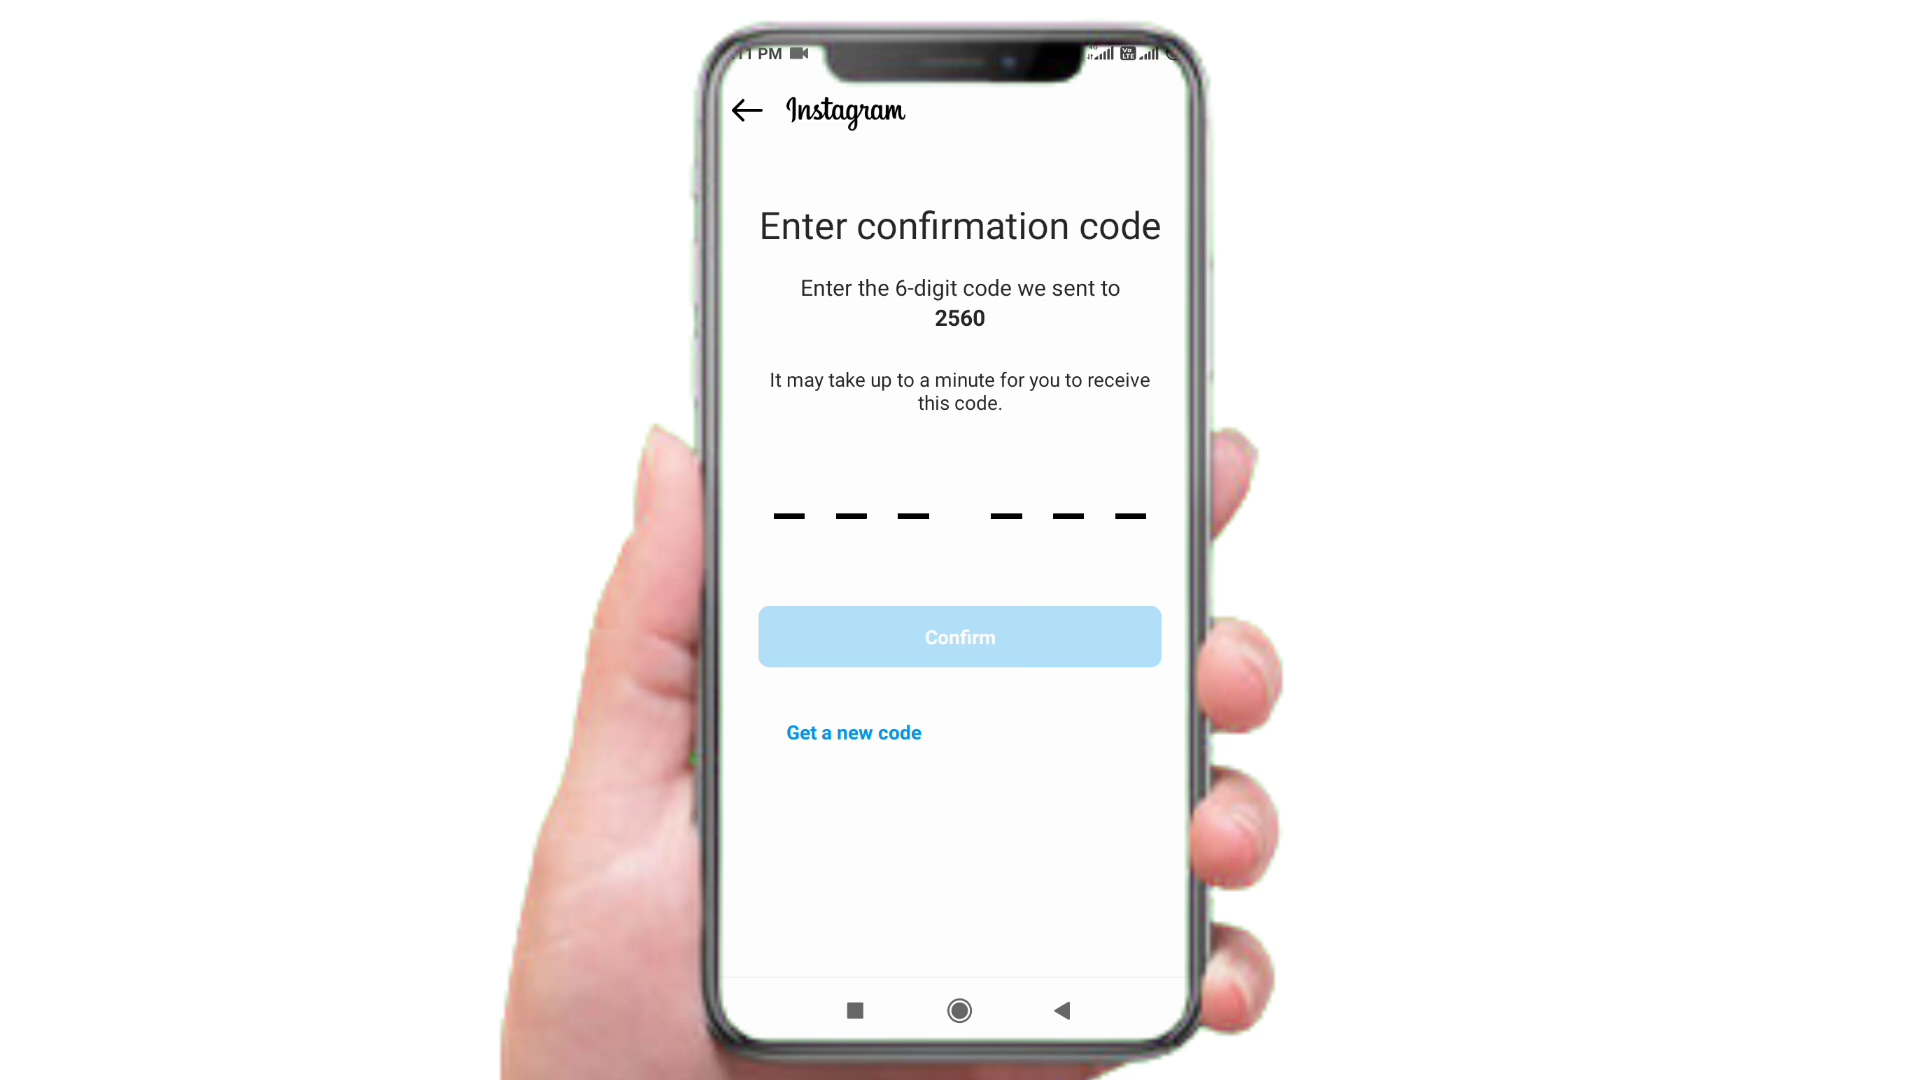 11 PM
Instagram
Enter confirmation code
Enter the 6-digit code we sent to
2560
It may take up to a minute for you to receive
this code.
Confirm
Get a new code